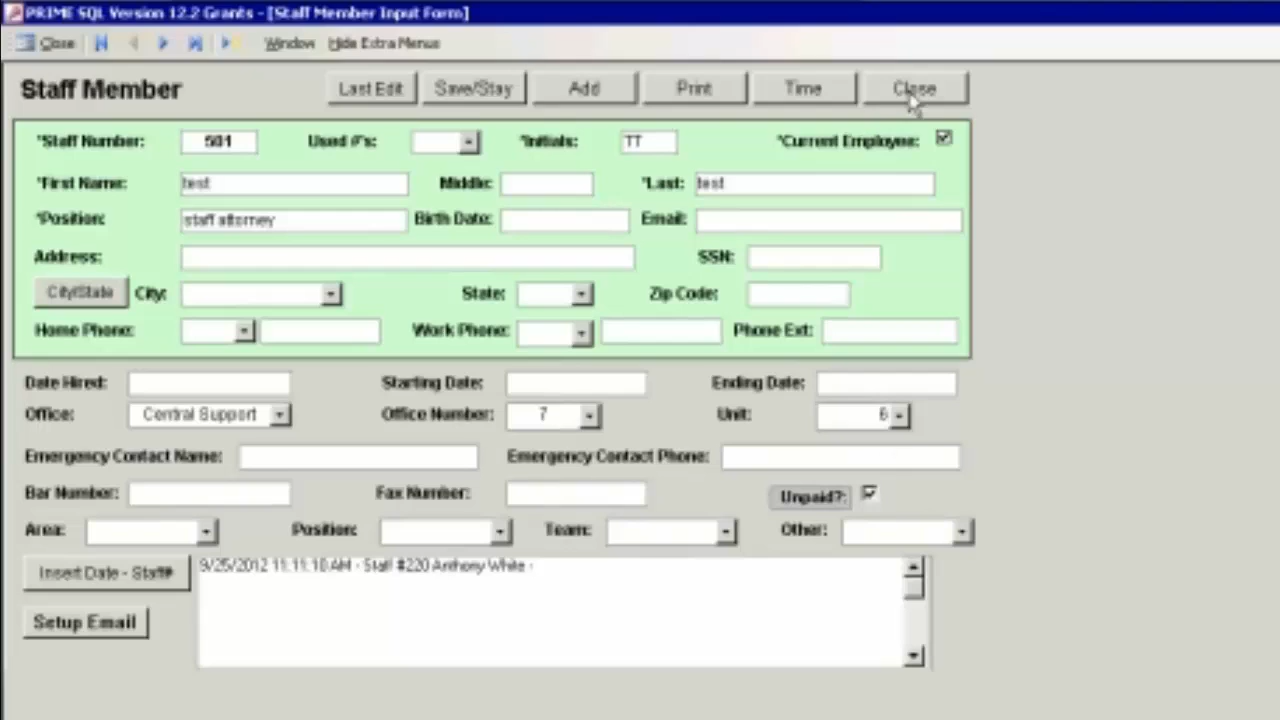 PRIME SQL Version 12.2 Grants - [Staff Member Input Form]
Close Window Hide Extra Menus
Staff Member Last Edit Save/Stay Add Print Time Close
*Staff Number: 501 Used #'s: *Initials: TT *Current Employee:
*First Name: test Middle: *Last: test
*Position: staff attorney Birth Date: Email:
Address: SSN:
City/State City: State: Zip Code:
Home Phone: Work Phone: Phone Ext:
Date Hired: Starting Date: Ending Date:
Office: Central Support Office Number: 7 Unit: 6
Emergency Contact Name: Emergency Contact Phone:
Bar Number: Fax Number: Unpaid?:
Area: Position: Team: Other:
Insert Date - Staff# 9/25/2012 11:11:10 AM - Staff #220 Anthony White -
Setup Email